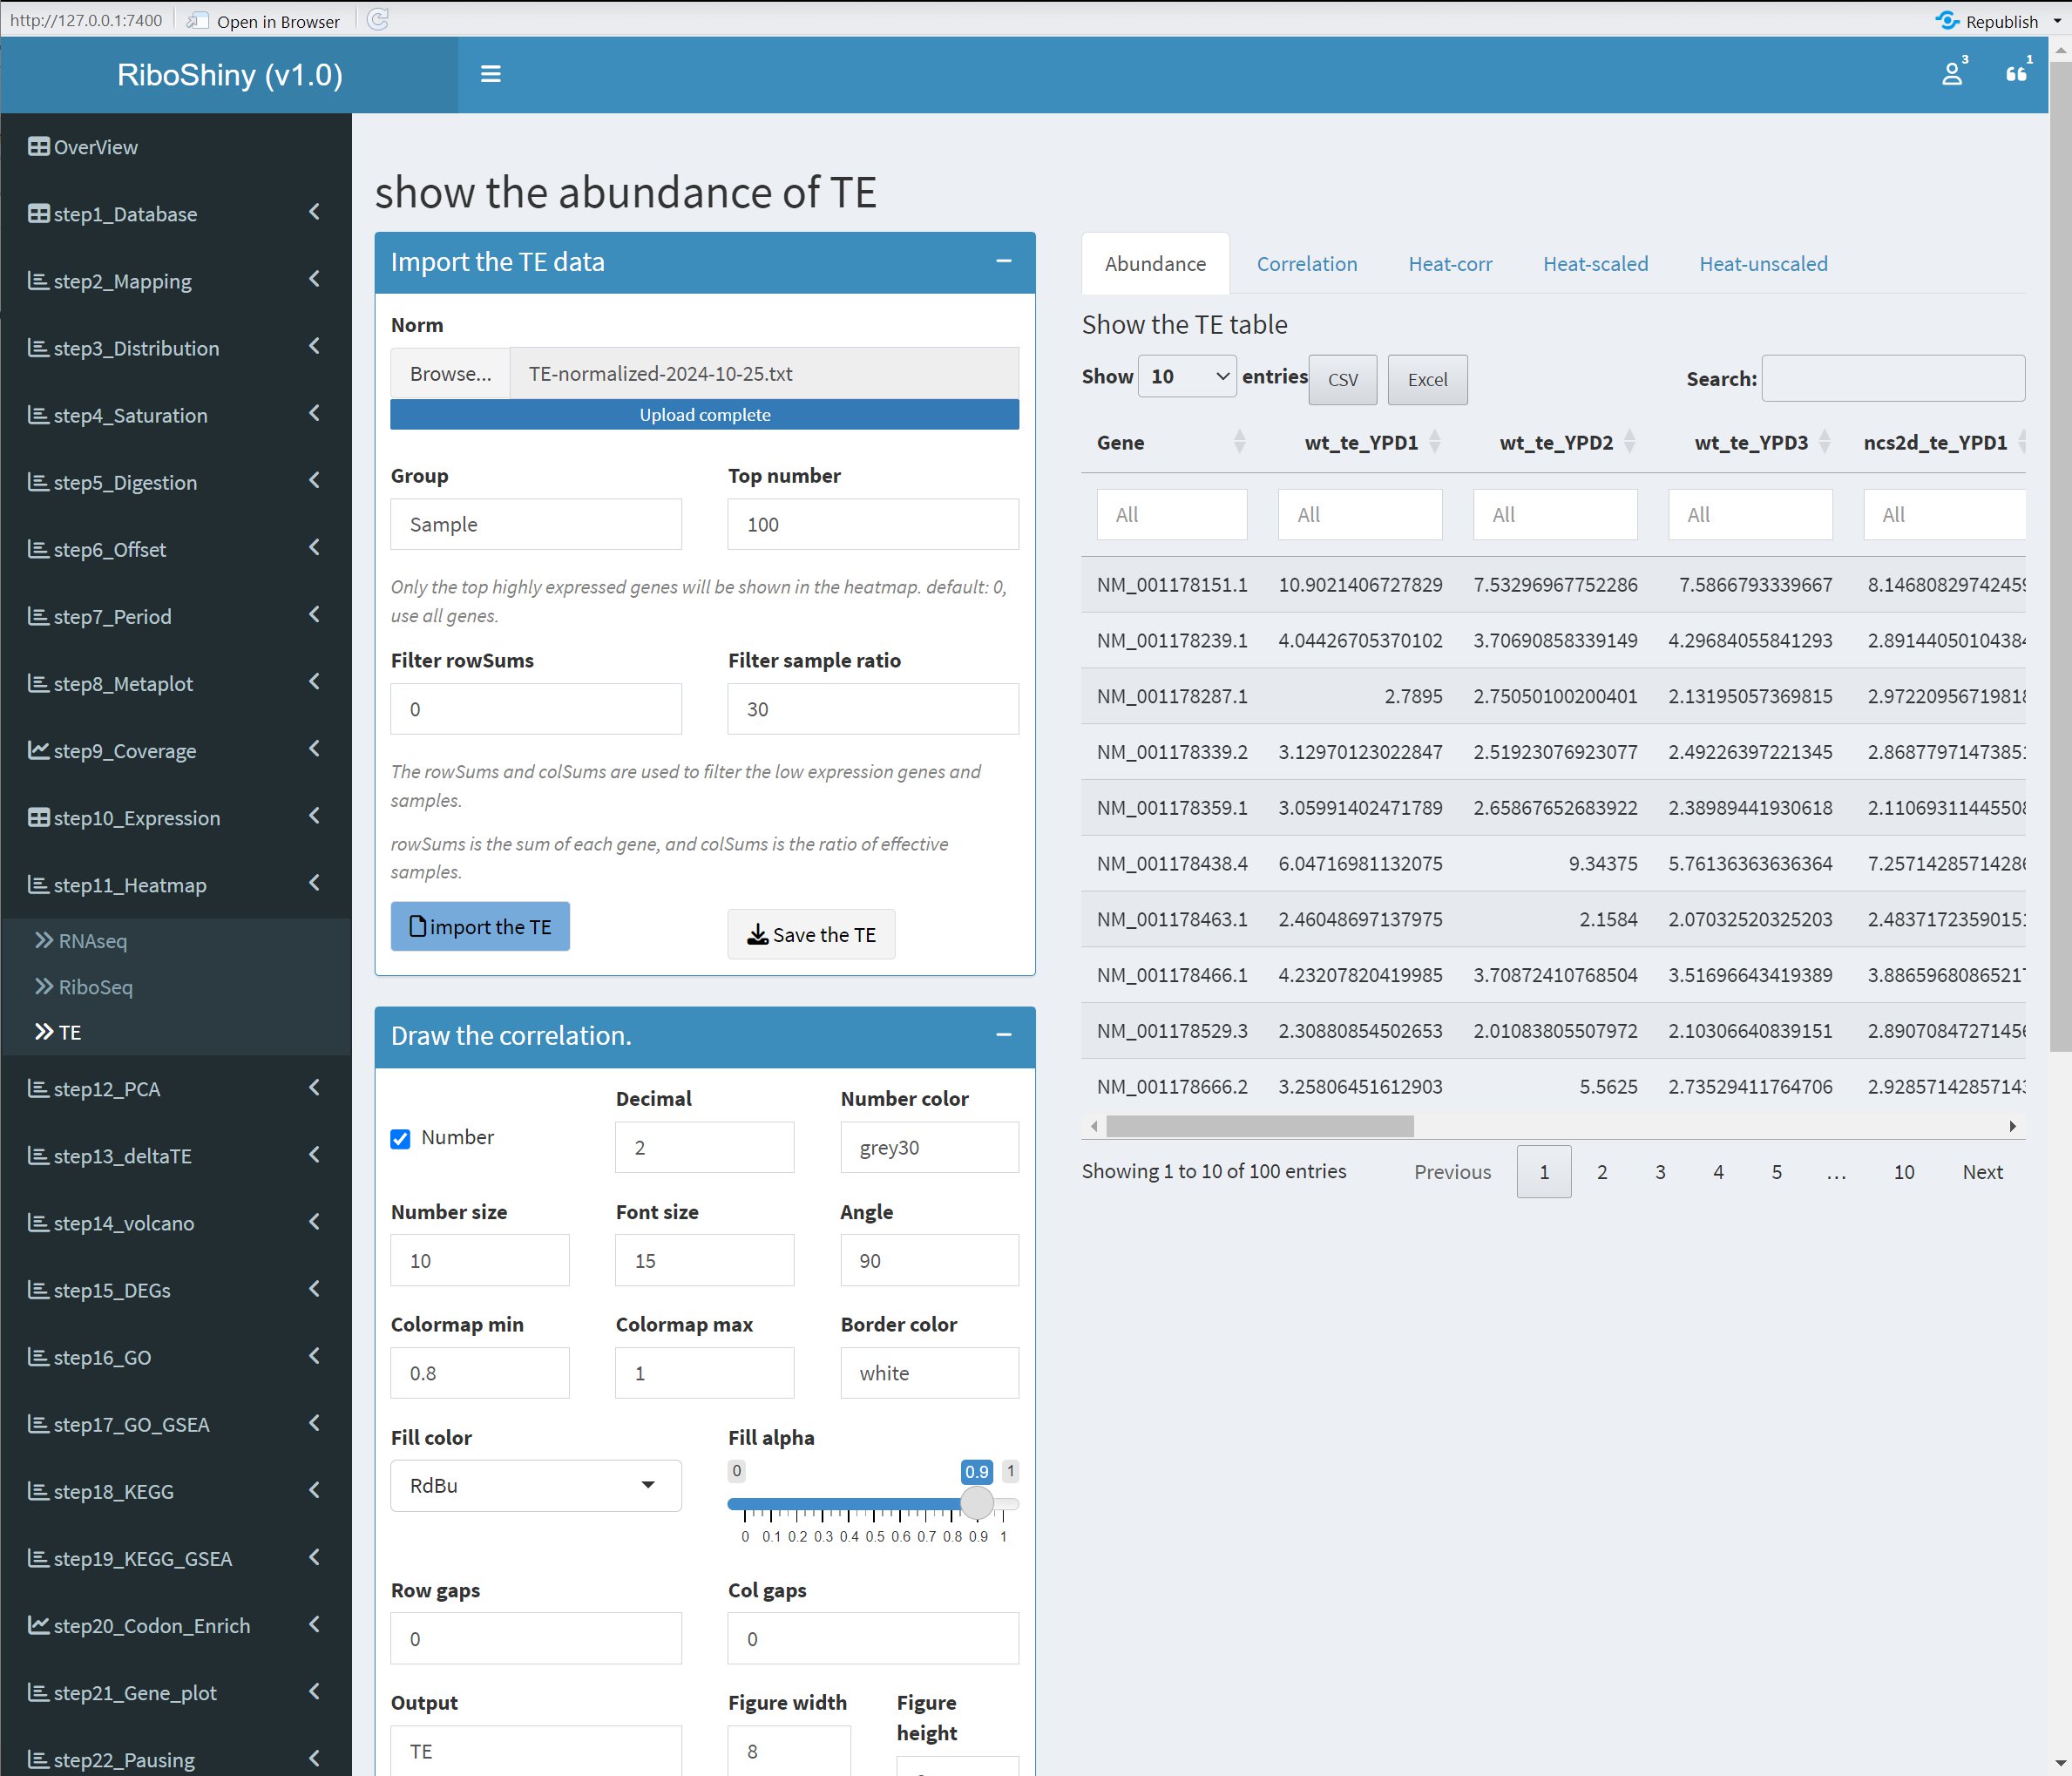 http://127.0.0.1:7400
Open in Browser
Republish
RiboShiny (v1.0)
3
1
OverView
step1_Database
step2_Mapping
step3_Distribution
step4_Saturation
step5_Digestion
step6_Offset
step7_Period
step8_Metaplot
step9_Coverage
step10_Expression
step11_Heatmap
RNAseq
RiboSeq
TE
step12_PCA
step13_deltaTE
step14_volcano
step15_DEGs
step16_GO
step17_GO_GSEA
step18_KEGG
step19_KEGG_GSEA
step20_Codon_Enrich
step21_Gene_plot
step22_Pausing
show the abundance of TE
Import the TE data
Norm
Browse... TE-normalized-2024-10-25.txt
Upload complete
Group Top number
Sample 100
Only the top highly expressed genes will be shown in the heatmap. default: 0,
use all genes.
Filter rowSums Filter sample ratio
0 30
The rowSums and colSums are used to filter the low expression genes and
samples.
rowSums is the sum of each gene, and colSums is the ratio of effective
samples.
import the TE Save the TE
Draw the correlation.
Decimal Number color
Number 2 grey30
Number size Font size Angle
10 15 90
Colormap min Colormap max Border color
0.8 1 white
Fill color Fill alpha
0 0.9 1
RdBu
0 0.1 0.2 0.3 0.4 0.5 0.6 0.7 0.8 0.9 1
Row gaps Col gaps
0 0
Output Figure width Figure
height
TE 8
Abundance Correlation Heat-corr Heat-scaled Heat-unscaled
Show the TE table
Show 10 entries CSV Excel Search:
Gene wt_te_YPD1 wt_te_YPD2 wt_te_YPD3 ncs2d_te_YPD1
All All All All All
NM_001178151.1 10.9021406727829 7.53296967752286 7.5866793339667 8.1468082974245
NM_001178239.1 4.04426705370102 3.70690858339149 4.29684055841293 2.8914405010438
NM_001178287.1 2.7895 2.75050100200401 2.13195057369815 2.9722095671981
NM_001178339.2 3.12970123022847 2.51923076923077 2.49226397221345 2.8687797147385
NM_001178359.1 3.05991402471789 2.65867652683922 2.38989441930618 2.1106931144550
NM_001178438.4 6.04716981132075 9.34375 5.76136363636364 7.2571428571428
NM_001178463.1 2.46048697137975 2.1584 2.07032520325203 2.4837172359015
NM_001178466.1 4.23207820419985 3.70872410768504 3.51696643419389 3.8865968086521
NM_001178529.3 2.30880854502653 2.01083805507972 2.10306640839151 2.8907084727145
NM_001178666.2 3.25806451612903 5.5625 2.73529411764706 2.9285714285714
Showing 1 to 10 of 100 entries Previous 1 2 3 4 5 … 10 Next